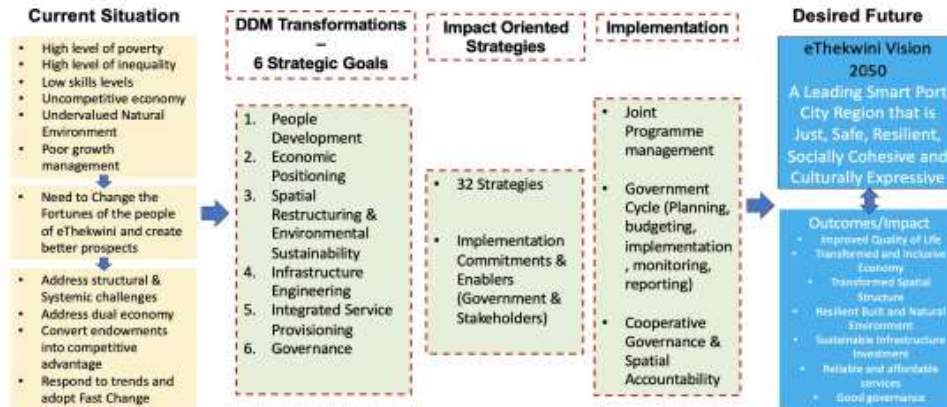 Current Situation
• High level of poverty
• High level of inequality
• Low skills levels
• Uncompetitive economy
• Undervalued Natural
Environment
• Poor growth
management
• Need to Change the
Fortunes of the people
of eThekwini and create
better prospects
• Address structural &
Systemic challenges
• Address dual economy
• Convert endowments
into competitive
advantage
• Respond to trends and
adopt Fast Change
DDM Transformations
–
6 Strategic Goals
1. People
Development
2. Economic
Positioning
3. Spatial
Restructuring &
Environmental
Sustainability
4. Infrastructure
Engineering
5. Integrated Service
Provisioning
6. Governance
Impact Oriented
Strategies
• 32 Strategies
• Implementation
Commitments &
Enablers
(Government &
Stakeholders)
Implementation
• Joint
Programme
management
• Government
Cycle (Planning,
budgeting,
implementation
, monitoring,
reporting)
• Cooperative
Governance &
Spatial
Accountability
Desired Future
eThekwini Vision
2050
A Leading Smart Port
City Region that is
Just, Safe, Resilient,
Socially Cohesive and
Culturally Expressive
Outcomes/Impact
• Improved Quality of Life
• Transformed and Inclusive
Economy
• Transformed Spatial
Structure
• Resilient Built and Natural
Environment
• Sustainable Infrastructure
Investment
• Reliable and affordable
services
• Good governance